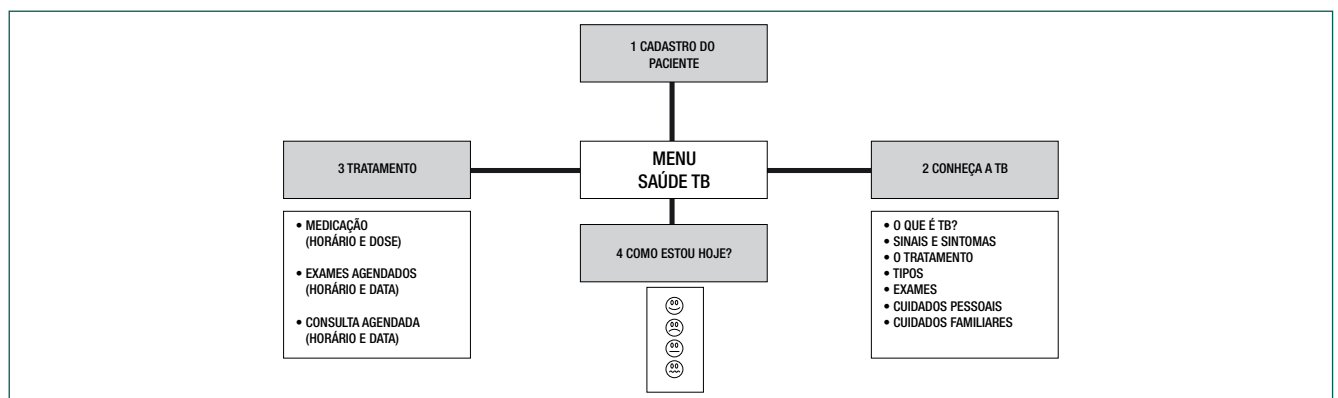 1 CADASTRO DO
PACIENTE
MENU
SAÚDE TB
3 TRATAMENTO
• MEDICAÇÃO
(HORÁRIO E DOSE)
• EXAMES AGENDADOS
(HORÁRIO E DATA)
• CONSULTA AGENDADA
(HORÁRIO E DATA)
4 COMO ESTOU HOJE?
2 CONHEÇA A TB
• O QUE É TB?
• SINAIS E SINTOMAS
• O TRATAMENTO
• TIPOS
• EXAMES
• CUIDADOS PESSOAIS
• CUIDADOS FAMILIARES